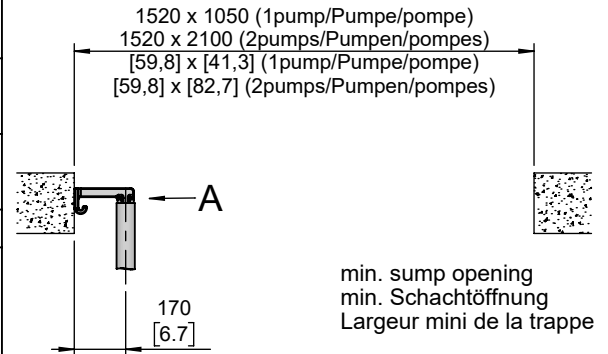 1520 x 1050 (1pump/Pumpe/pompe)
1520 x 2100 (2pumps/Pumpen/pompes)
[59,8] x [41,3] (1pump/Pumpe/pompe)
[59,8] x [82,7] (2pumps/Pumpen/pompes)
A
min. sump opening
min. Schachtöffnung
Largeur mini de la trappe
170
[6.7]